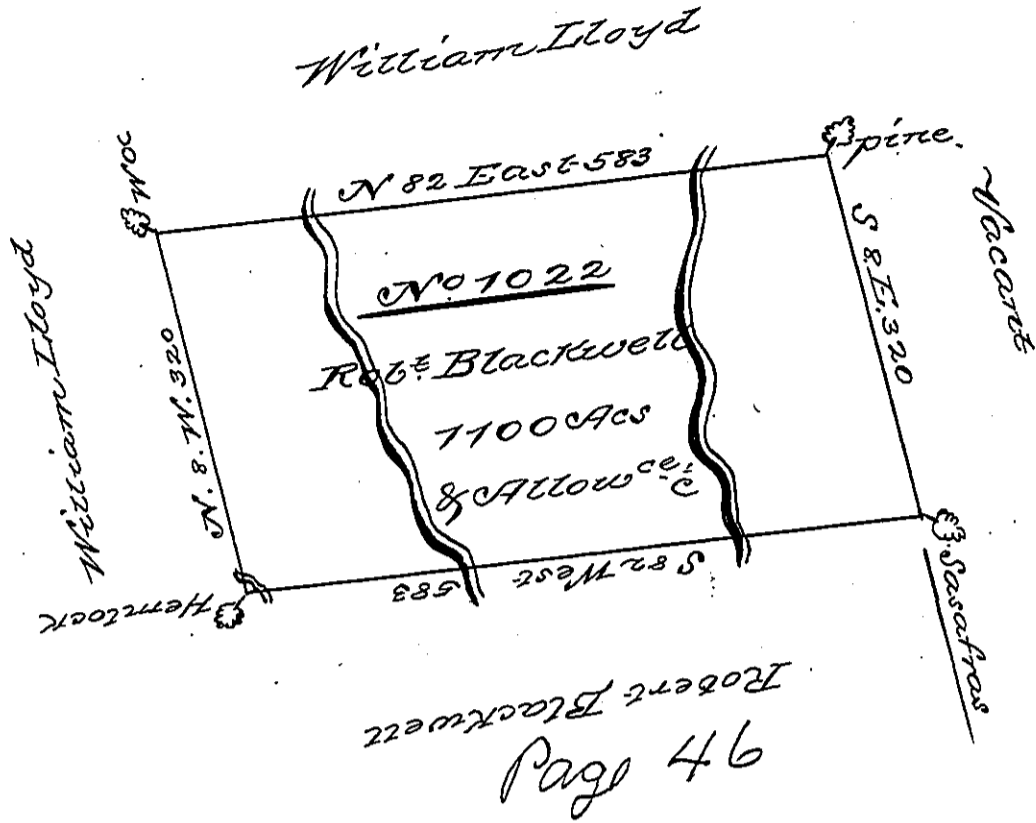 William Lloyd
WOC
N 82 East 583
pine.
Vacant
S 8 E. 320
William Lloyd
N. 8. W. 320
No 1022
Robt Blackwell
1100 Acs
& Allowce &c
S 82 West
583
Hemlock
Sasafras
Robert Blackwell
Page 46